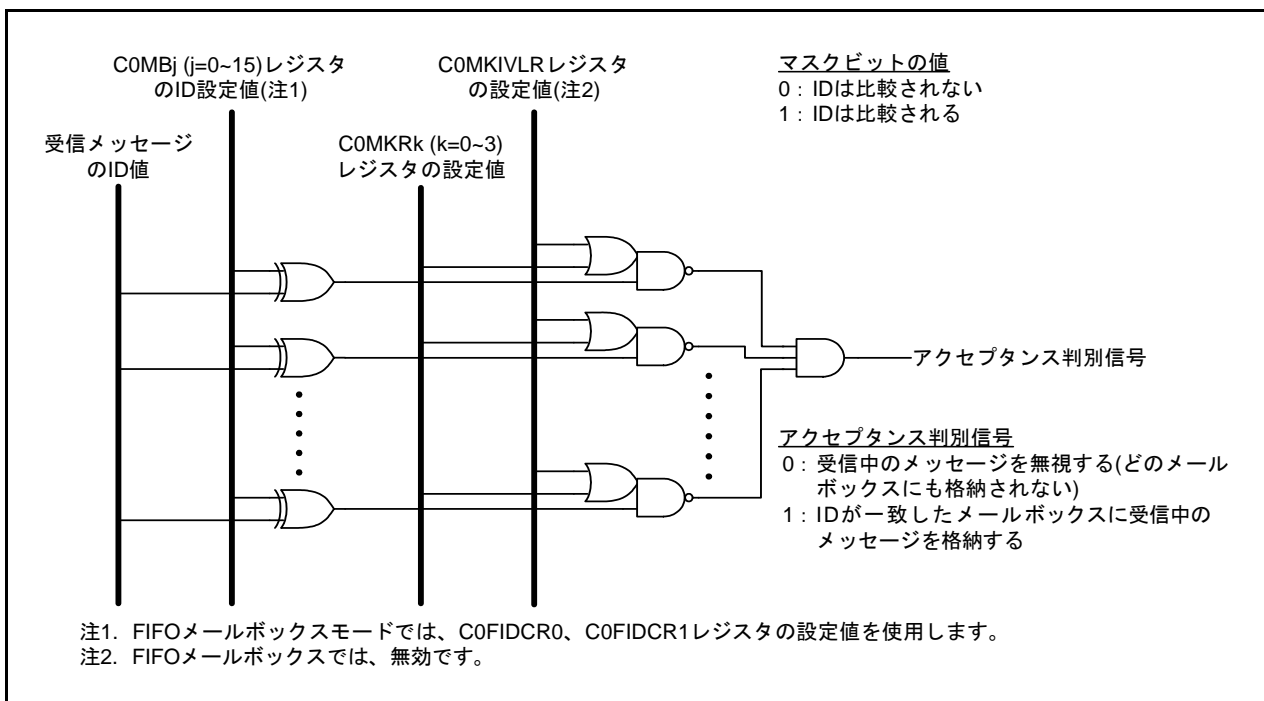 C0MBj (j=0~15)レジスタ
のID設定値(注1)
C0MKIVLRレジスタ
の設定値(注2)
マスクビットの値
0：IDは比較されない
1：IDは比較される
受信メッセージ
のID値
C0MKRk (k=0~3)
レジスタの設定値
アクセプタンス判別信号
アクセプタンス判別信号
0：受信中のメッセージを無視する(どのメール
ボックスにも格納されない)
1：IDが一致したメールボックスに受信中の
メッセージを格納する
注1. FIFOメールボックスモードでは、C0FIDCR0、C0FIDCR1レジスタの設定値を使用します。
注2. FIFOメールボックスでは、無効です。